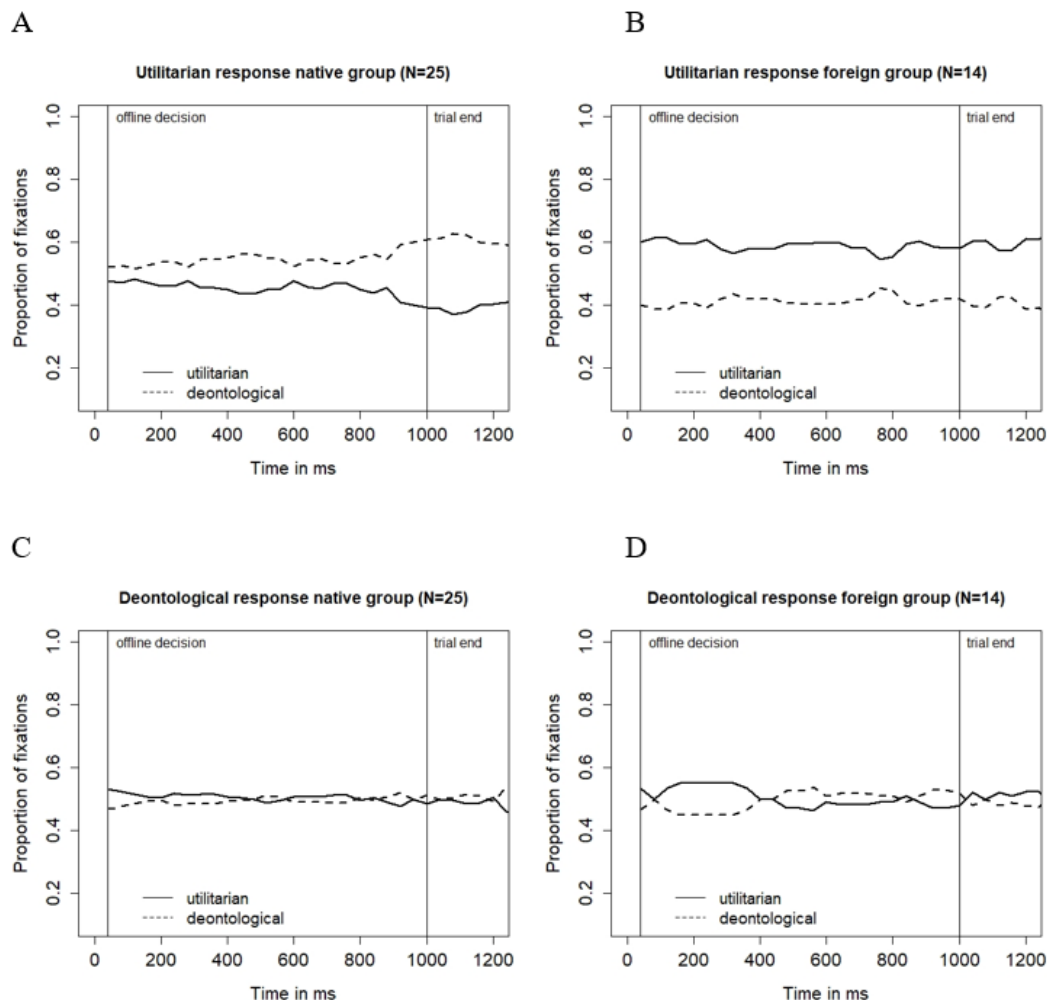 A
B
Utilitarian response native group (N=25)
Utilitarian response foreign group (N=14)
Proportion of fixations
1.0
0.8
0.6
0.4
0.2
offline decision
trial end
utilitarian
deontological
0 200 400 600 800 1000 1200
Time in ms
Proportion of fixations
1.0
0.8
0.6
0.4
0.2
offline decision
trial end
utilitarian
deontological
0 200 400 600 800 1000 1200
Time in ms
C
D
Deontological response native group (N=25)
Deontological response foreign group (N=14)
Proportion of fixations
1.0
0.8
0.6
0.4
0.2
offline decision
trial end
utilitarian
deontological
0 200 400 600 800 1000 1200
Time in ms
Proportion of fixations
1.0
0.8
0.6
0.4
0.2
offline decision
trial end
utilitarian
deontological
0 200 400 600 800 1000 1200
Time in ms